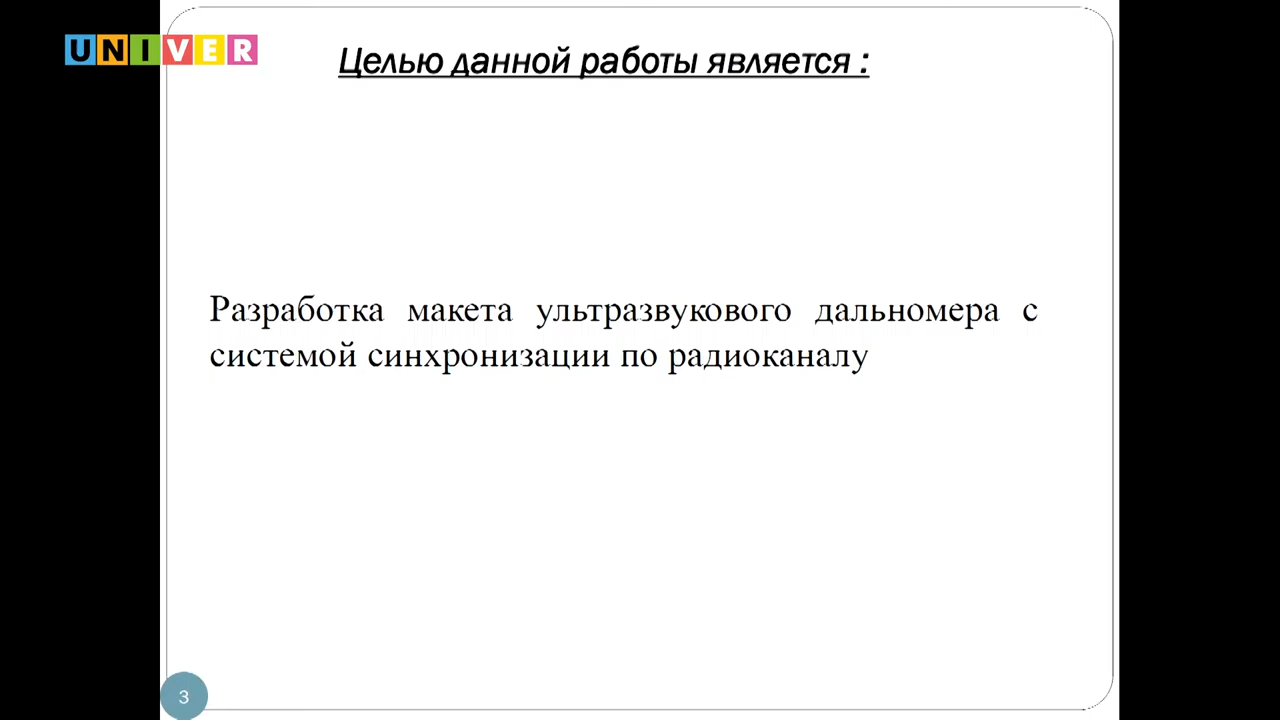 UNIVER
Целью данной работы является :
Разработка макета ультразвукового дальномера с
системой синхронизации по радиоканалу
3